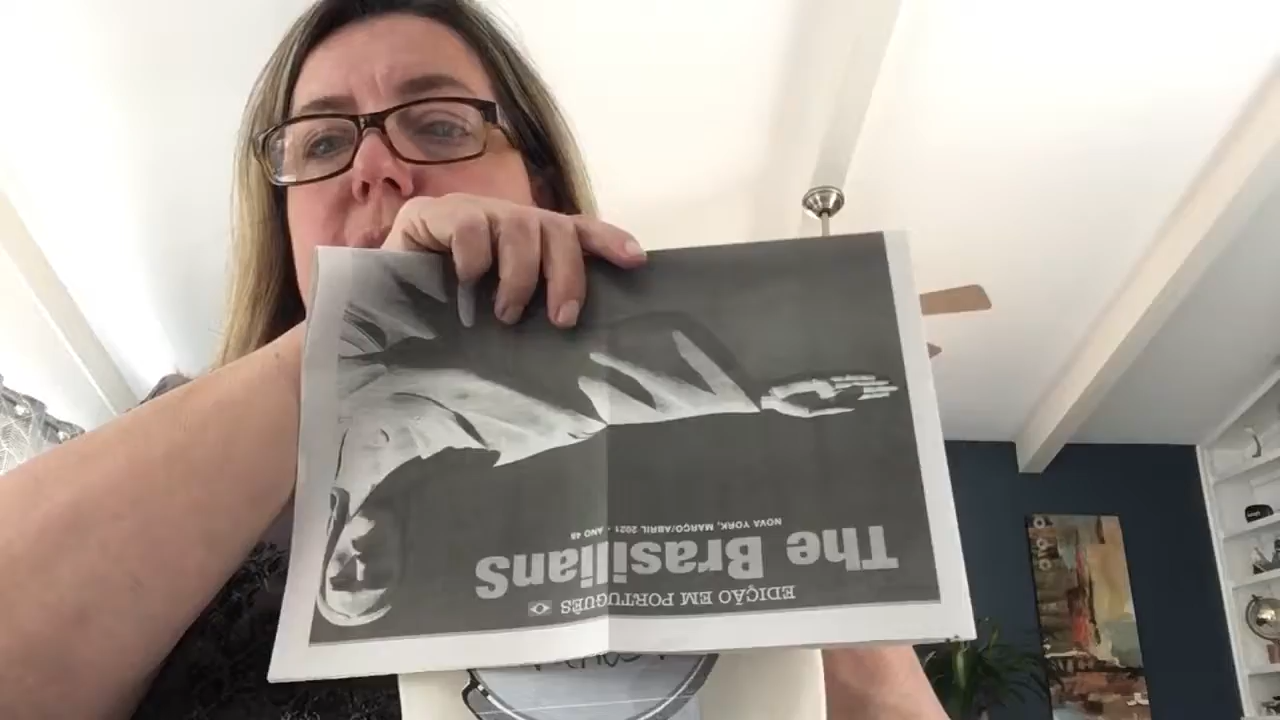 EDIÇÃO EM PORTUGUÊS
The BrasilianS
NOVA YORK, MARÇO/ABRIL 2021 - ANO 48